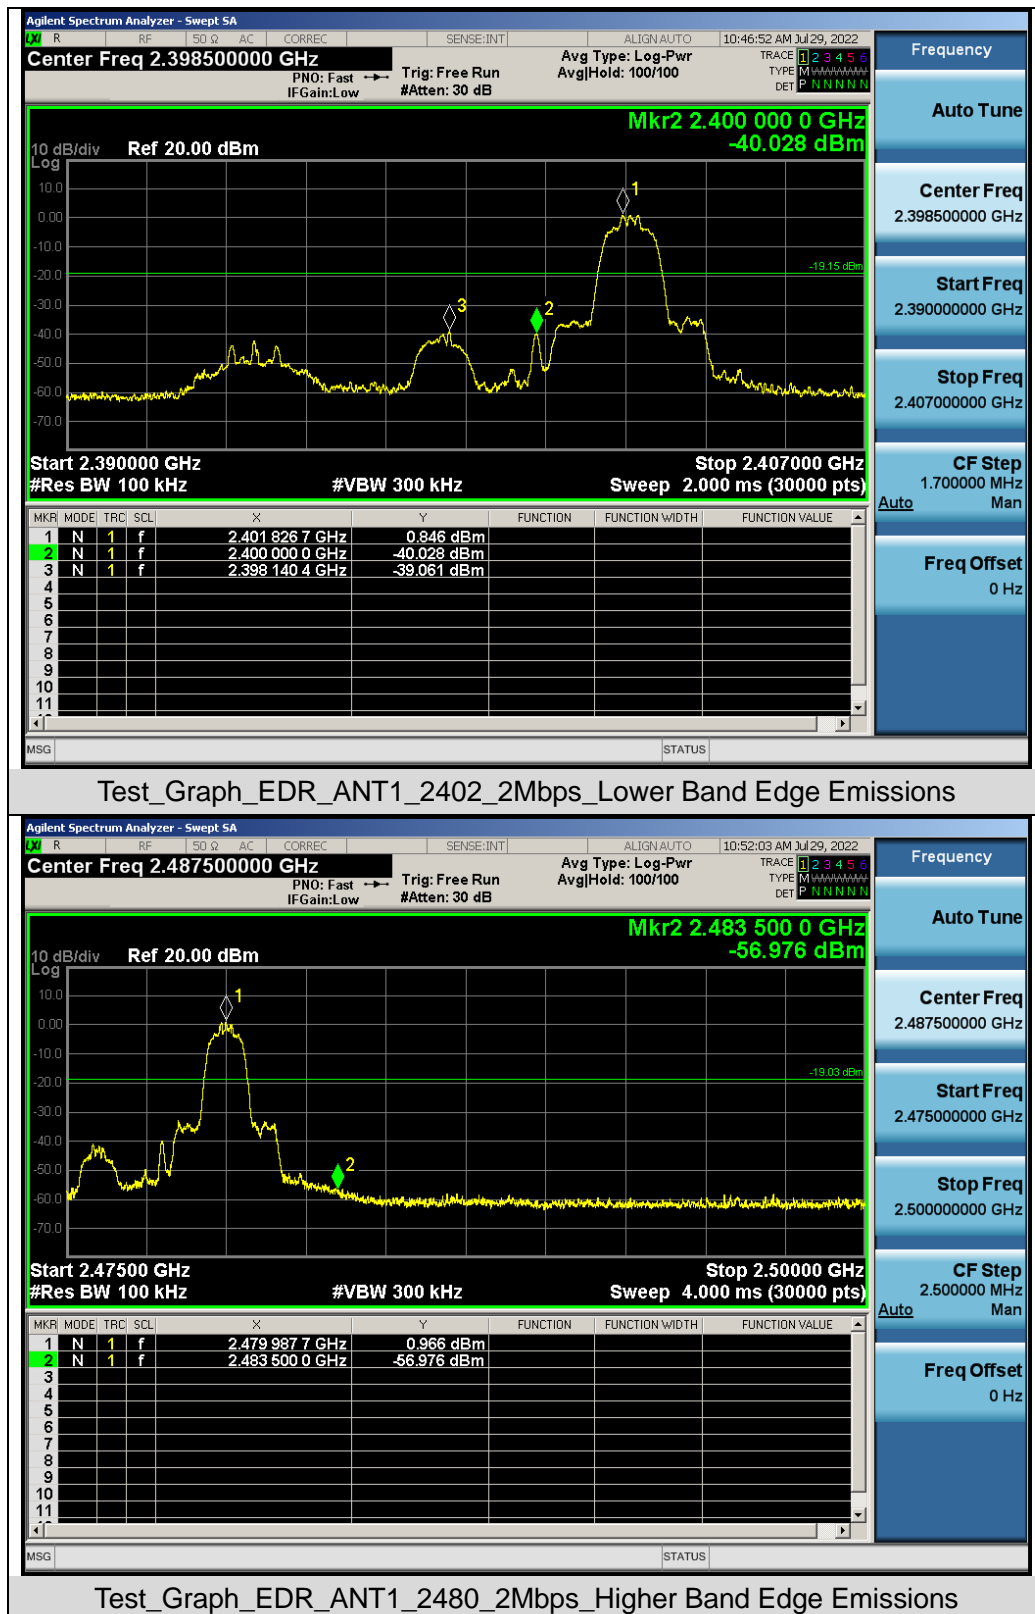 Agilent Spectrum Analyzer - Swept SA
LXI R RF 50 Ω AC CORREC SENSE:INT ALIGN AUTO 10:46:52 AM Jul 29, 2022
Center Freq 2.398500000 GHz Avg Type: Log-Pwr TRACE 1 2 3 4 5 6
PNO: Fast Trig: Free Run Avg|Hold: 100/100 TYPE M
IFGain:Low #Atten: 30 dB DET P N N N N N
Mkr2 2.400 000 0 GHz
-40.028 dBm
10 dB/div Ref 20.00 dBm
Log
10.0
0.00
-10.0
-20.0
-30.0
-40.0
-50.0
-60.0
-70.0
1
-19.15 dBm
3
2
Start 2.390000 GHz Stop 2.407000 GHz
#Res BW 100 kHz #VBW 300 kHz Sweep 2.000 ms (30000 pts)
MKR MODE TRC SCL X Y FUNCTION FUNCTION WIDTH FUNCTION VALUE
1 N 1 f 2.401 826 7 GHz 0.846 dBm
2 N 1 f 2.400 000 0 GHz -40.028 dBm
3 N 1 f 2.398 140 4 GHz -39.061 dBm
4
5
6
7
8
9
10
11
MSG STATUS
Frequency
Auto Tune
Center Freq
2.398500000 GHz
Start Freq
2.390000000 GHz
Stop Freq
2.407000000 GHz
CF Step
1.700000 MHz
Auto Man
Freq Offset
0 Hz
Test_Graph_EDR_ANT1_2402_2Mbps_Lower Band Edge Emissions
Agilent Spectrum Analyzer - Swept SA
LXI R RF 50 Ω AC CORREC SENSE:INT ALIGN AUTO 10:52:03 AM Jul 29, 2022
Center Freq 2.487500000 GHz Avg Type: Log-Pwr TRACE 1 2 3 4 5 6
PNO: Fast Trig: Free Run Avg|Hold: 100/100 TYPE M
IFGain:Low #Atten: 30 dB DET P N N N N N
Mkr2 2.483 500 0 GHz
-56.976 dBm
10 dB/div Ref 20.00 dBm
Log
10.0
0.00
-10.0
-20.0
-30.0
-40.0
-50.0
-60.0
-70.0
1
-19.03 dBm
2
Start 2.47500 GHz Stop 2.50000 GHz
#Res BW 100 kHz #VBW 300 kHz Sweep 4.000 ms (30000 pts)
MKR MODE TRC SCL X Y FUNCTION FUNCTION WIDTH FUNCTION VALUE
1 N 1 f 2.479 987 7 GHz 0.966 dBm
2 N 1 f 2.483 500 0 GHz -56.976 dBm
3
4
5
6
7
8
9
10
11
MSG STATUS
Frequency
Auto Tune
Center Freq
2.487500000 GHz
Start Freq
2.475000000 GHz
Stop Freq
2.500000000 GHz
CF Step
2.500000 MHz
Auto Man
Freq Offset
0 Hz
Test_Graph_EDR_ANT1_2480_2Mbps_Higher Band Edge Emissions